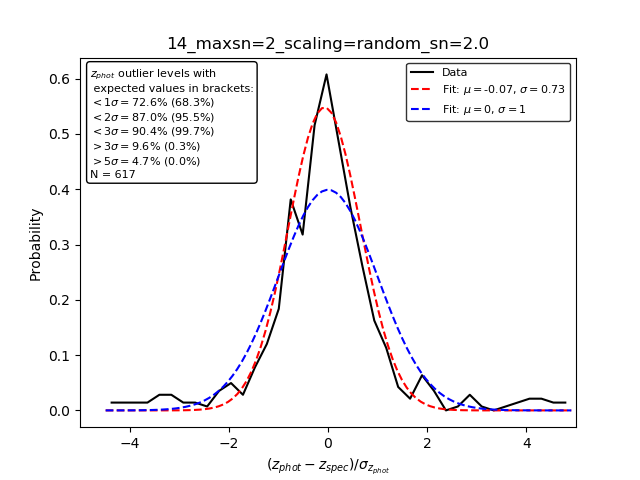 14_maxsn=2_scaling=random_sn=2.0
z_phot outlier levels with
expected values in brackets:
<1σ=72.6% (68.3%)
<2σ=87.0% (95.5%)
<3σ=90.4% (99.7%)
>3σ=9.6% (0.3%)
>5σ=4.7% (0.0%)
N = 617
Data
Fit: μ=-0.07, σ=0.73
Fit: μ=0, σ=1
Probability
0.6
0.5
0.4
0.3
0.2
0.1
0.0
−4 −2 0 2 4
(z_phot − z_spec)/σ_z_phot